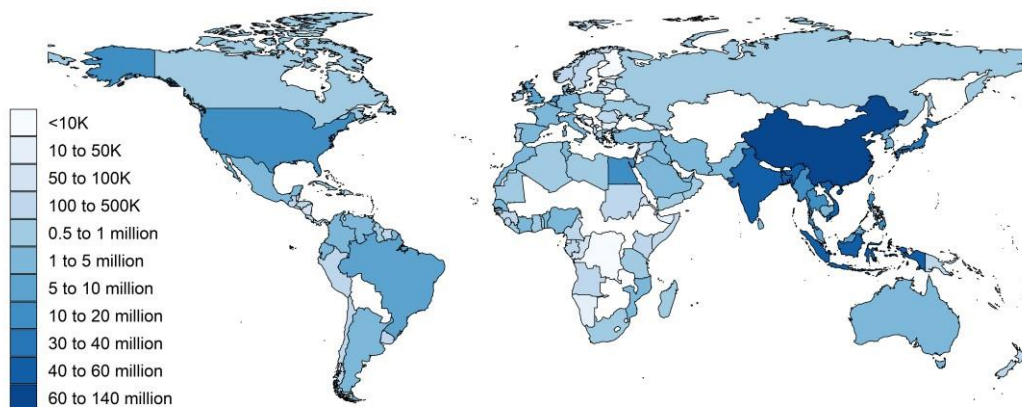 <10K
10 to 50K
50 to 100K
100 to 500K
0.5 to 1 million
1 to 5 million
5 to 10 million
10 to 20 million
30 to 40 million
40 to 60 million
60 to 140 million